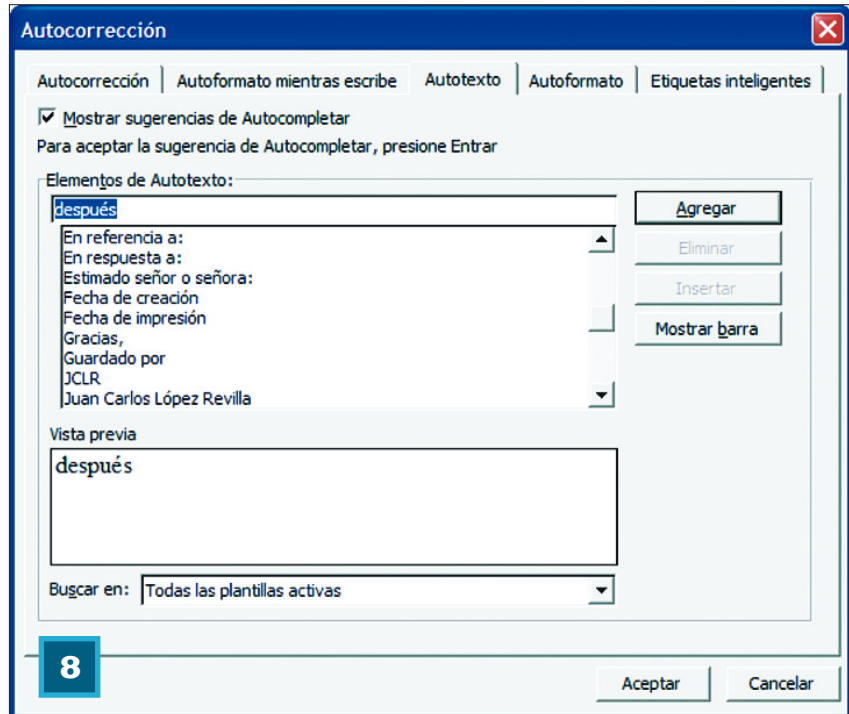 Autocorrección
Autocorrección Autoformato mientras escribe Autotexto Autoformato Etiquetas inteligentes
Mostrar sugerencias de Autocompletar
Para aceptar la sugerencia de Autocompletar, presione Entrar
Elementos de Autotexto:
después
Agregar
En referencia a:
En respuesta a:
Estimado señor o señora:
Fecha de creación
Fecha de impresión
Gracias,
Guardado por
JCLR
Juan Carlos López Revilla
Eliminar
Insertar
Mostrar barra
Vista previa
después
Buscar en: Todas las plantillas activas
8
Aceptar Cancelar